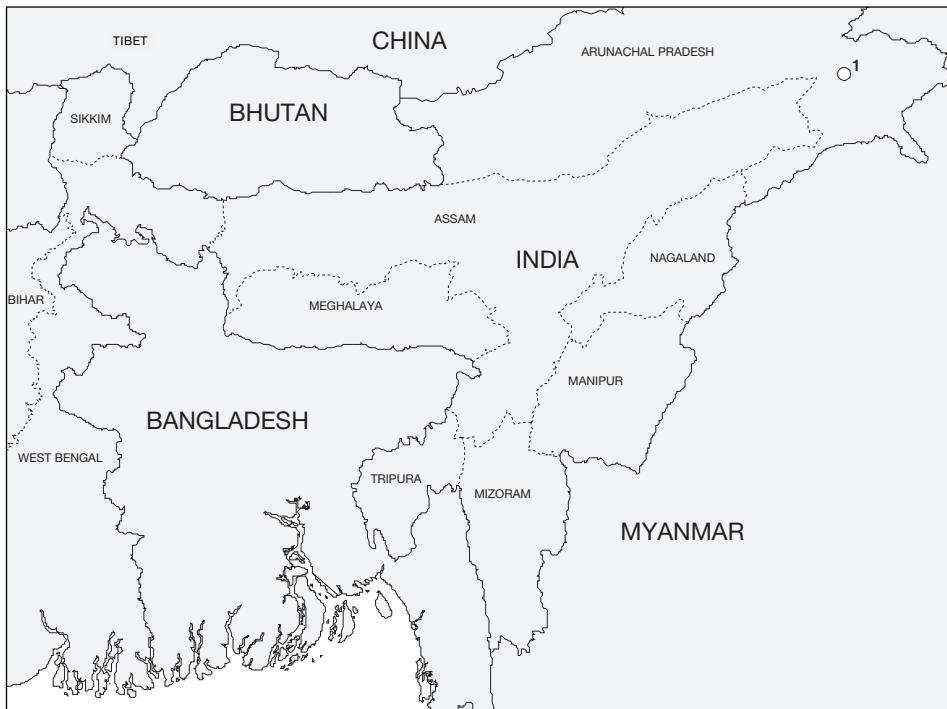 TIBET
CHINA
ARUNACHAL PRADESH
1
SIKKIM
BHUTAN
ASSAM
INDIA
NAGALAND
BIHAR
MEGHALAYA
MANIPUR
BANGLADESH
WEST BENGAL
TRIPURA
MIZORAM
MYANMAR